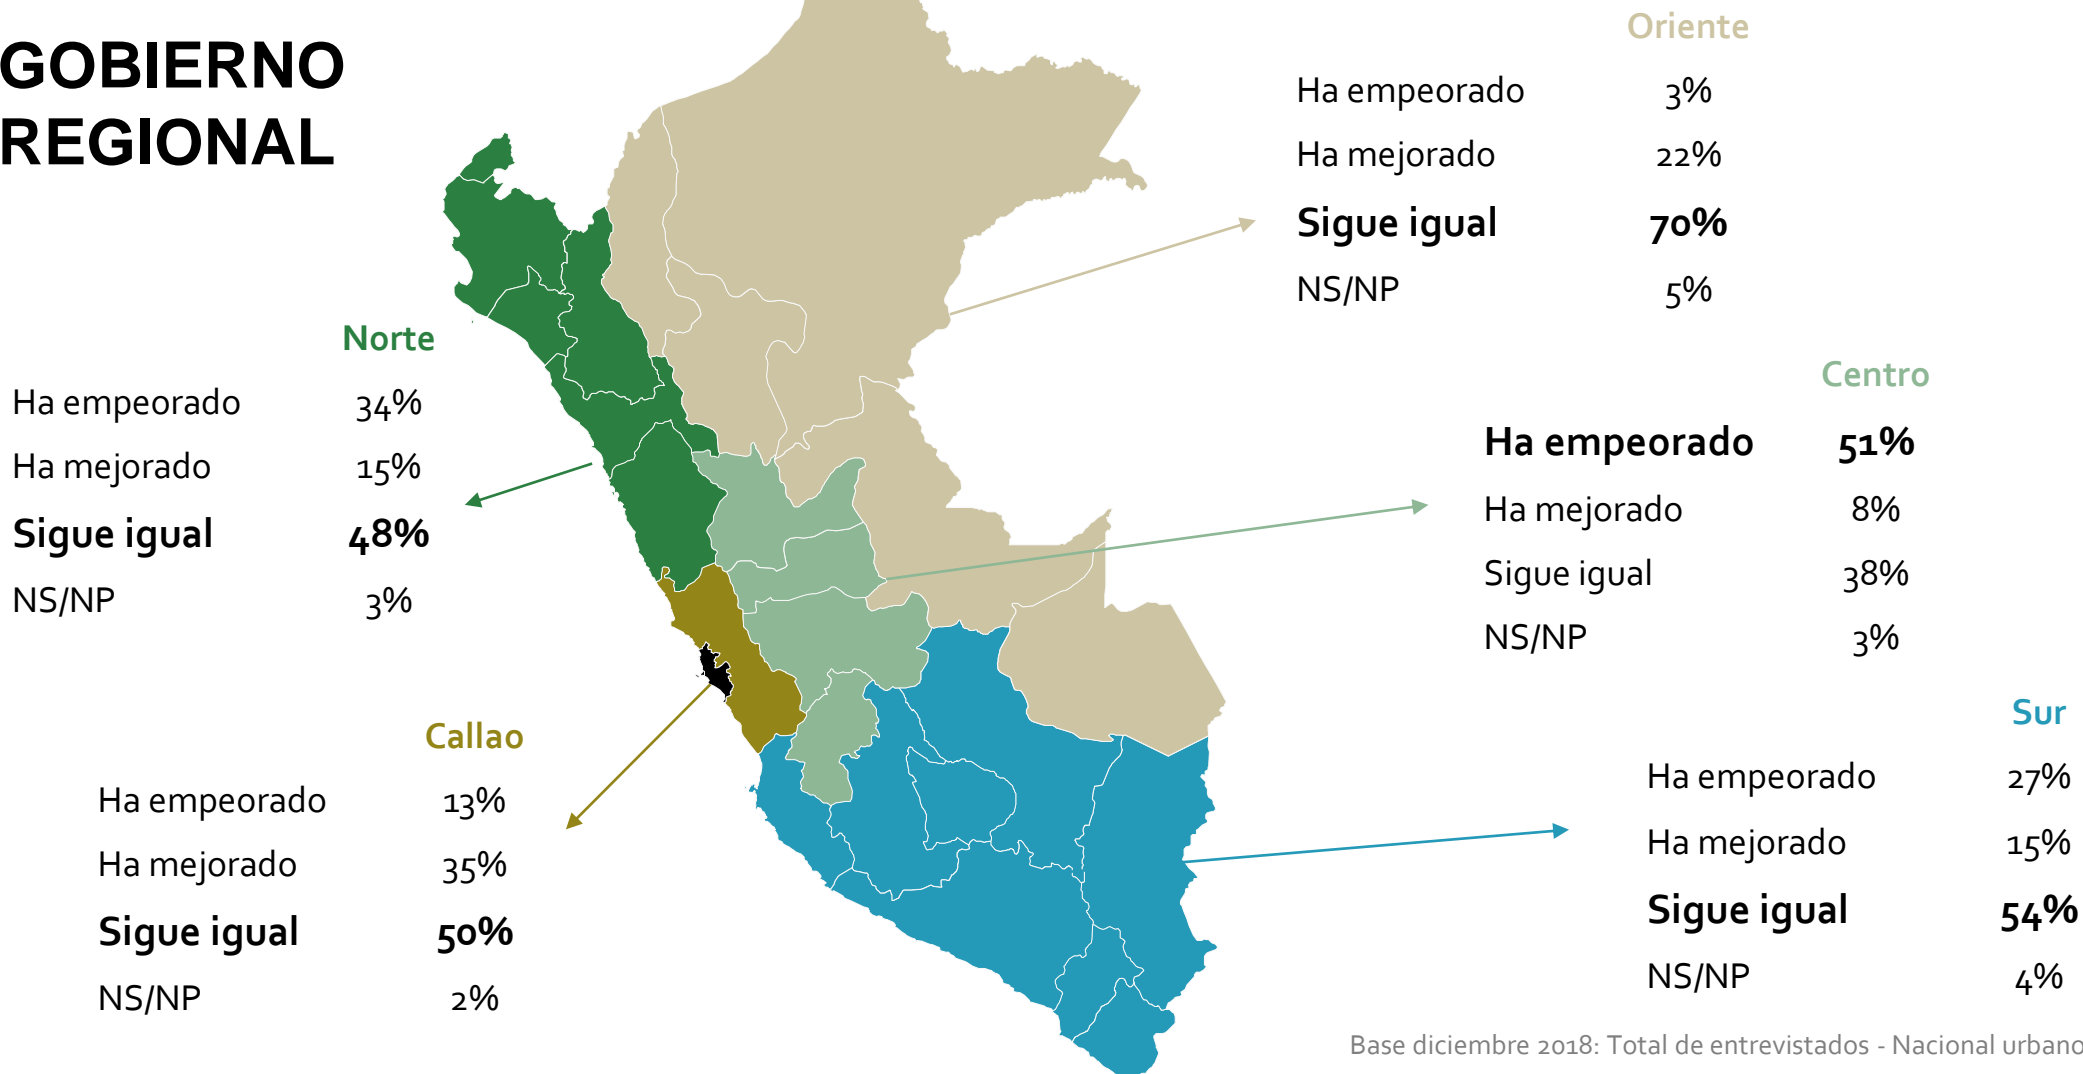 GOBIERNO
REGIONAL
Oriente
Ha empeorado 3%
Ha mejorado 22%
Sigue igual 70%
NS/NP 5%
Norte
Ha empeorado 34%
Ha mejorado 15%
Sigue igual 48%
NS/NP 3%
Centro
Ha empeorado 51%
Ha mejorado 8%
Sigue igual 38%
NS/NP 3%
Callao
Ha empeorado 13%
Ha mejorado 35%
Sigue igual 50%
NS/NP 2%
Sur
Ha empeorado 27%
Ha mejorado 15%
Sigue igual 54%
NS/NP 4%
Base diciembre 2018: Total de entrevistados - Nacional urbano